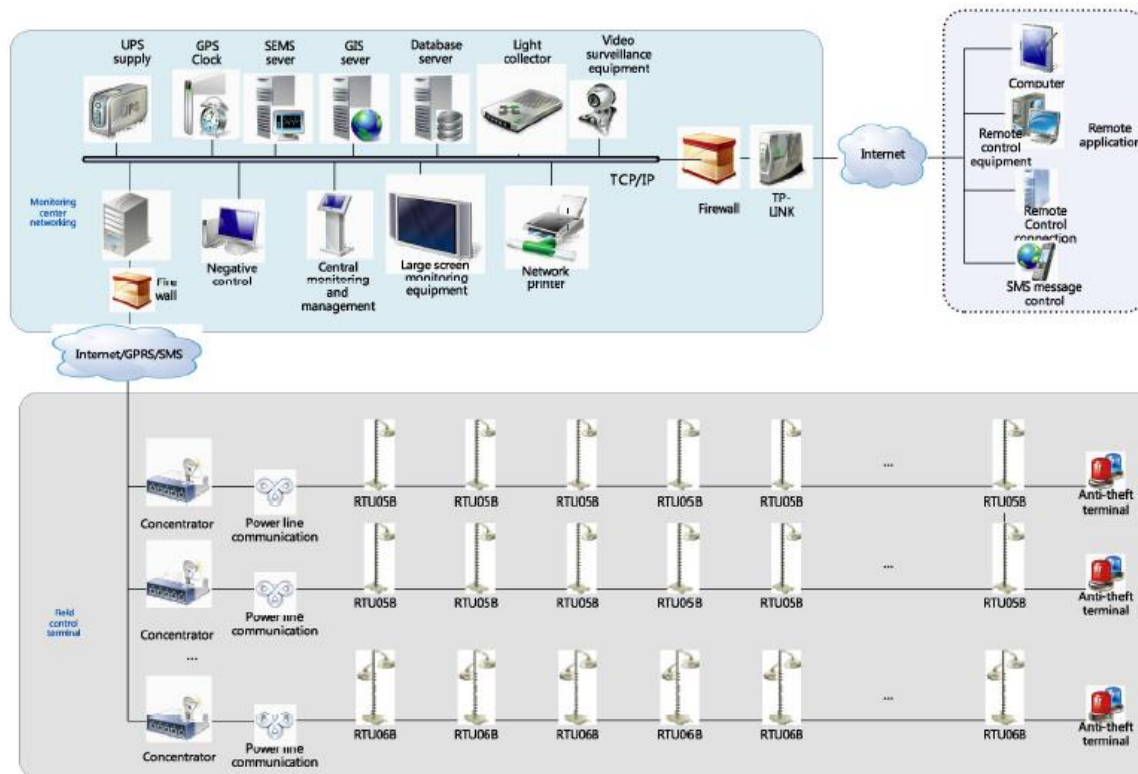 UPS
supply
GPS
Clock
SEMS
sever
GIS
sever
Database
server
Light
collector
Video
surveillance
equipment
UPS
TCP/IP
Firewall
TP-
LINK
Internet
Computer
Remote
control
equipment
Remote
application
Remote
Control
connection
SMS message
control
Monitoring
center
networking
Fire
wall
Negative
control
Central
monitoring
and
management
Large screen
monitoring
equipment
Network
printer
Internet/GPRS/SMS
Field
control
terminal
Concentrator
Power line
communication
RTU05B
RTU05B
RTU05B
RTU05B
RTU05B
...
RTU05B
Anti-theft
terminal
Concentrator
...
Power line
communication
RTU05B
RTU05B
RTU05B
RTU05B
RTU05B
...
RTU05B
Anti-theft
terminal
Concentrator
Power line
communication
RTU06B
RTU06B
RTU06B
RTU06B
RTU06B
...
RTU06B
Anti-theft
terminal